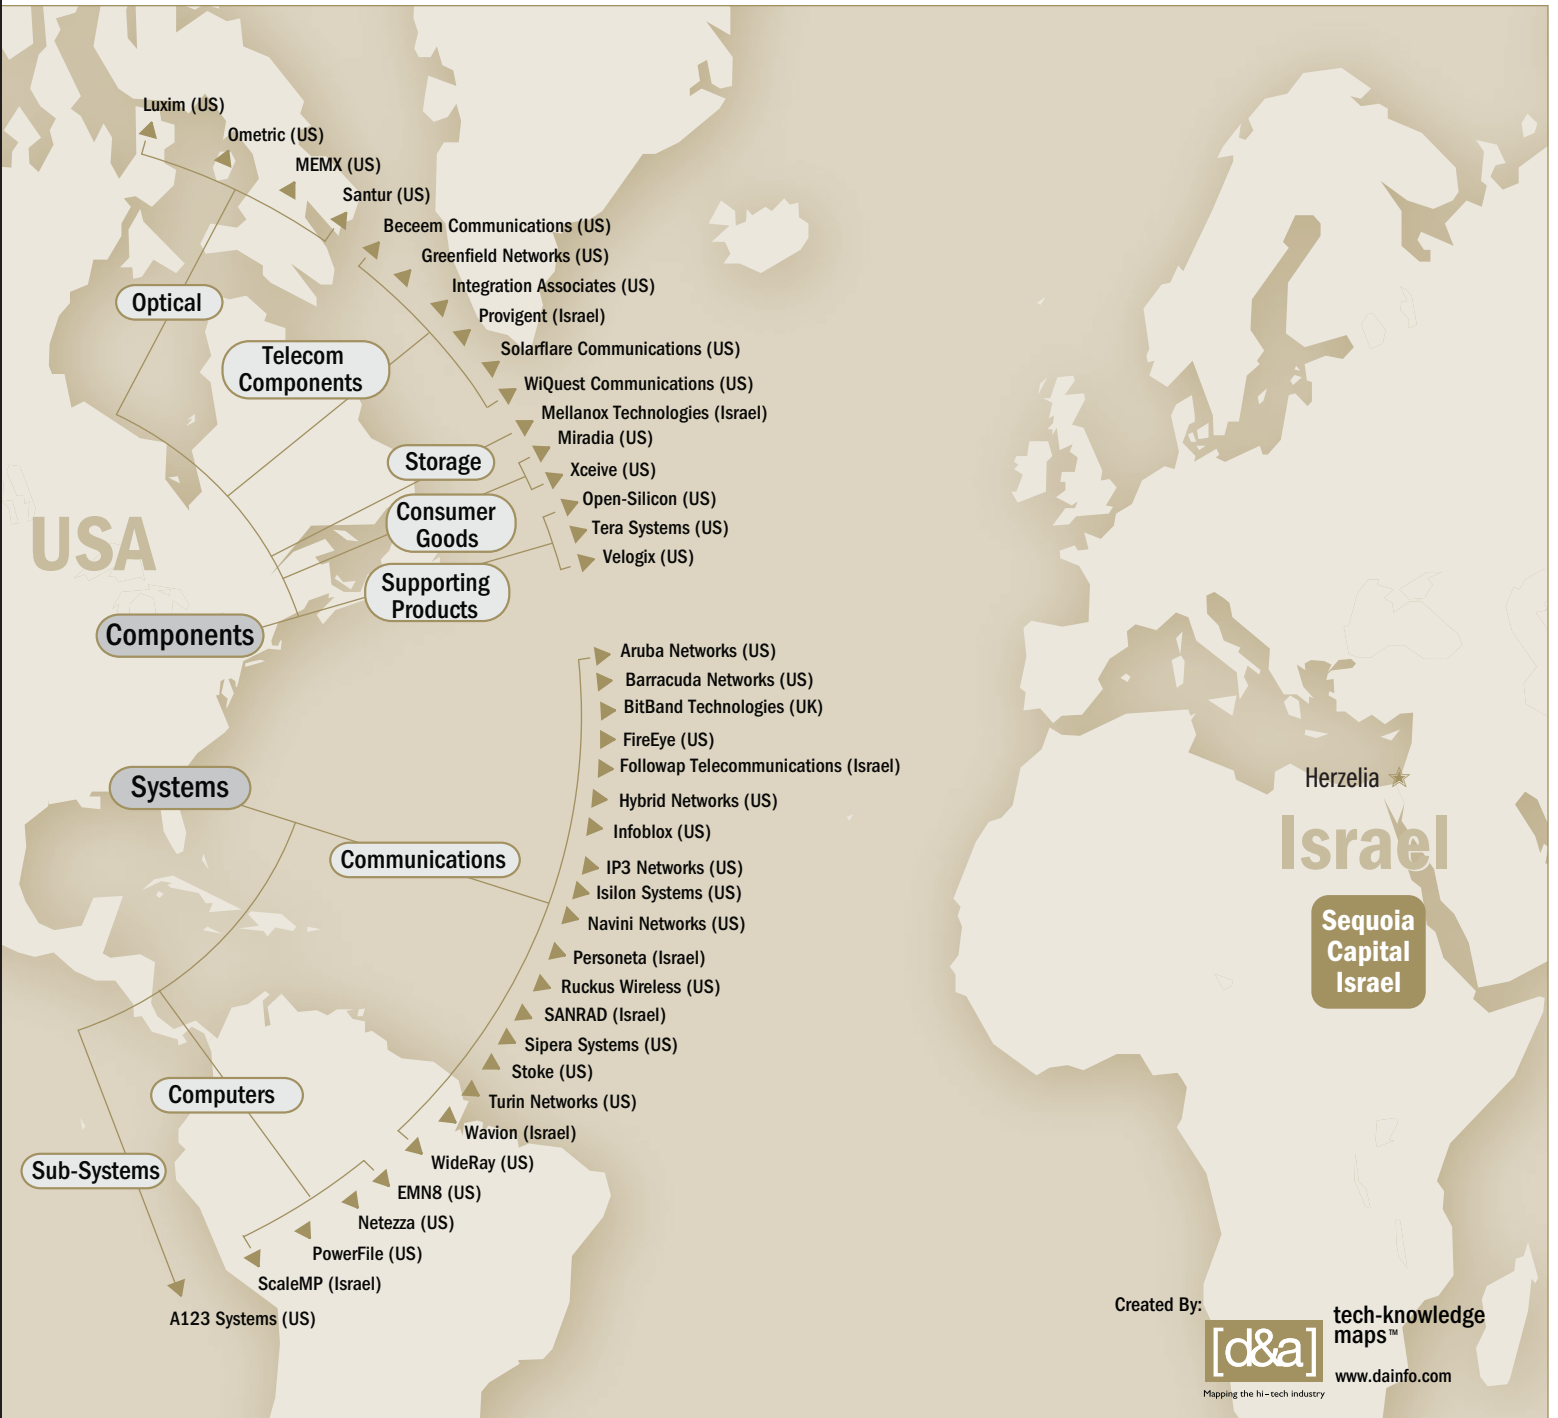 Luxim (US)
Ometric (US)
MEMX (US)
Santur (US)
Beceem Communications (US)
Greenfield Networks (US)
Integration Associates (US)
Optical
Provigent (Israel)
Solarflare Communications (US)
Telecom
Components
WiQuest Communications (US)
Mellanox Technologies (Israel)
Miradia (US)
Storage
Xceive (US)
Open-Silicon (US)
Consumer
Goods
Tera Systems (US)
USA
Velogix (US)
Supporting
Products
Components
Aruba Networks (US)
Barracuda Networks (US)
BitBand Technologies (UK)
FireEye (US)
Followap Telecommunications (Israel)
Herzelia
Systems
Hybrid Networks (US)
Infoblox (US)
Israel
Communications
IP3 Networks (US)
Isilon Systems (US)
Navini Networks (US)
Sequoia
Capital
Israel
Personeta (Israel)
Ruckus Wireless (US)
SANRAD (Israel)
Sipera Systems (US)
Stoke (US)
Computers
Turin Networks (US)
Wavion (Israel)
WideRay (US)
Sub-Systems
EMN8 (US)
Netezza (US)
PowerFile (US)
ScaleMP (Israel)
A123 Systems (US)
Created By:
[d&a]
Mapping the hi-tech industry
tech-knowledge
maps™
www.dainfo.com